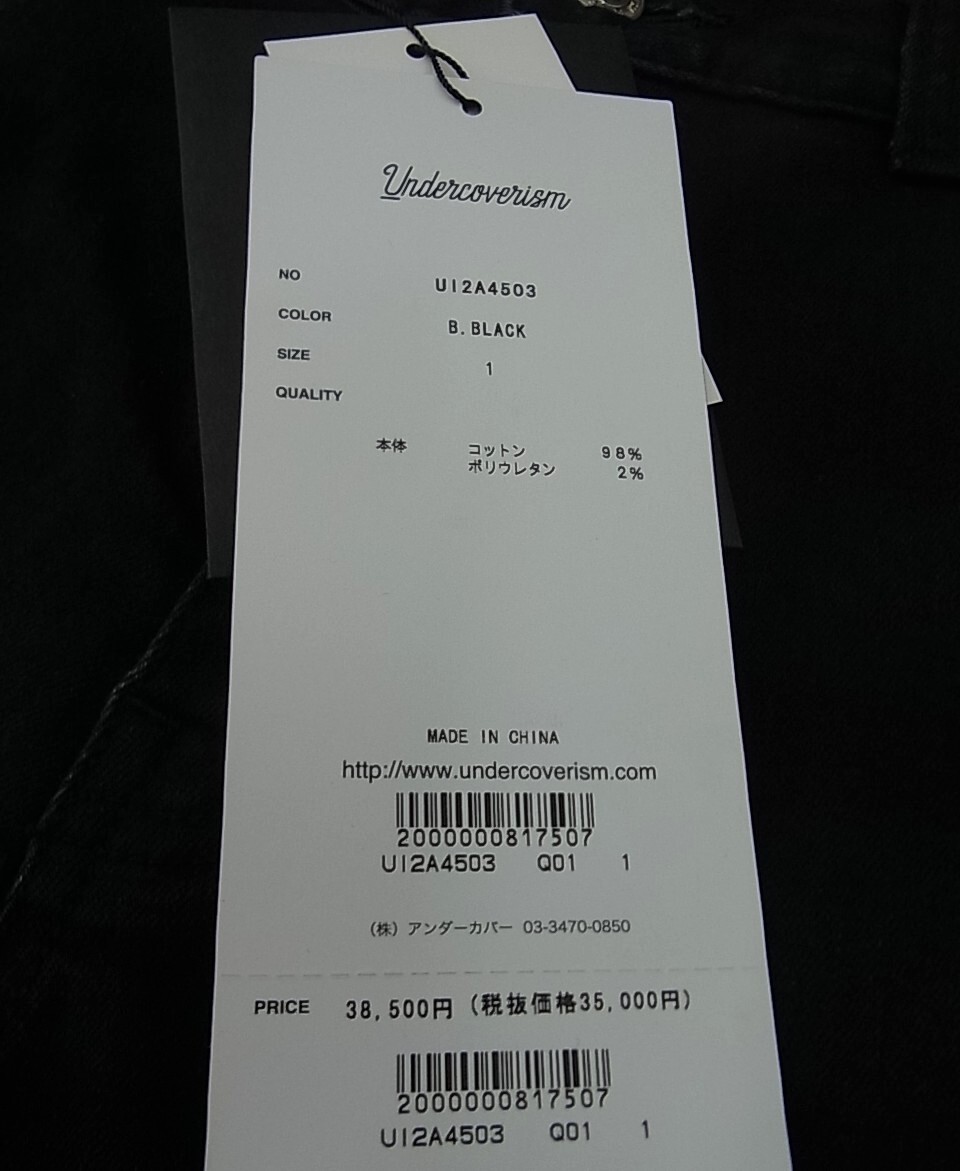 Undercoverism
NO UI2A4503
COLOR B.BLACK
SIZE 1
QUALITY
本体 コットン 98%
ポリウレタン 2%
MADE IN CHINA
http://www.undercoverism.com
2000000817507
UI2A4503 Q01 1
（株）アンダーカバー 03-3470-0850
PRICE 38,500円（税抜価格35,000円）
2000000817507
UI2A4503 Q01 1